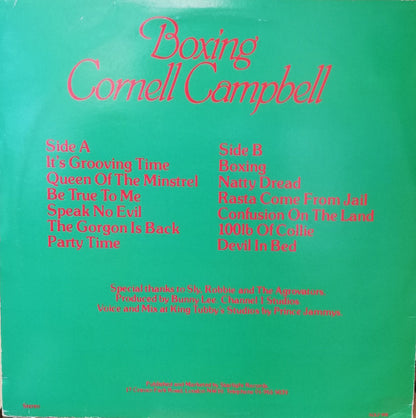 Boxing
Cornell Campbell
Side A
It's Grooving Time
Queen Of The Minstrel
Be True To Me
Speak No Evil
The Gorgon Is Back
Party Time
Side B
Boxing
Natty Dread
Rasta Come From Jail
Confusion On The Land
100lb Of Collie
Devil In Bed
Special thanks to Sly, Robbie and The Agrovators.
Produced by Bunny Lee, Channel 1 Studios
Voice and Mix at King Tubby's Studios by Prince Jammys